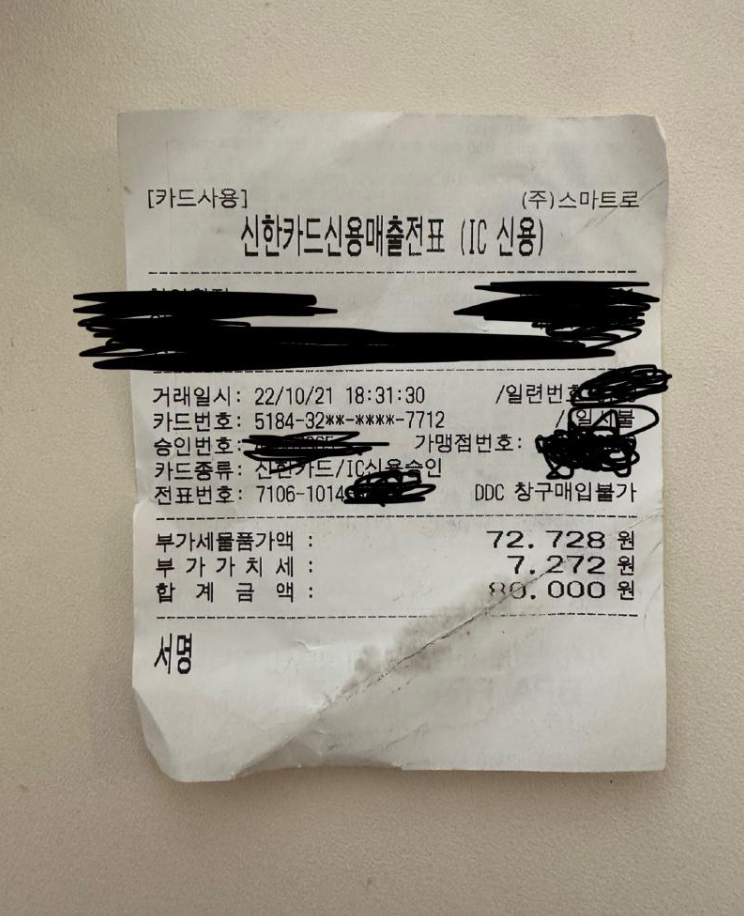 [카드사용] (주)스마트로
신한카드신용매출전표 (IC 신용)
거래일시: 22/10/21 18:31:30 /일련번호
카드번호: 5184-32**-****-7712 / 일시불
승인번호: 가맹점번호:
카드종류: 신한카드/IC신용승인
전표번호: 7106-1014 DDC 창구매입불가
부가세물품가액 : 72.728 원
부 가 가 치 세 : 7.272 원
합 계 금 액 : 80.000 원
서명